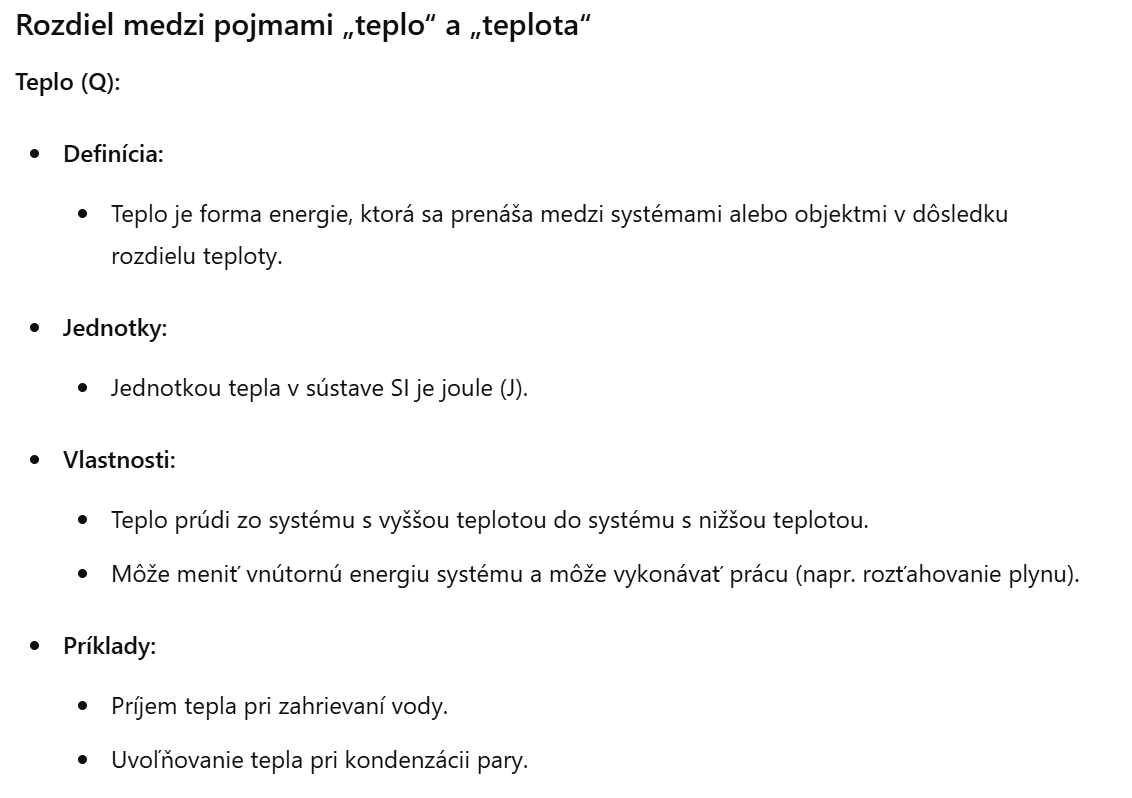 Rozdiel medzi pojmami „teplo“ a „teplota“
Teplo (Q):
• Definícia:
• Teplo je forma energie, ktorá sa prenáša medzi systémami alebo objektmi v dôsledku
rozdielu teploty.
• Jednotky:
• Jednotkou tepla v sústave SI je joule (J).
• Vlastnosti:
• Teplo prúdi zo systému s vyššou teplotou do systému s nižšou teplotou.
• Môže meniť vnútornú energiu systému a môže vykonávať prácu (napr. rozťahovanie plynu).
• Príklady:
• Príjem tepla pri zahrievaní vody.
• Uvoľňovanie tepla pri kondenzácii pary.